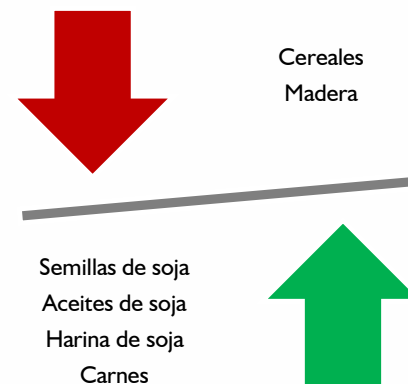 Cereales
Madera
Semillas de soja
Aceites de soja
Harina de soja
Carnes